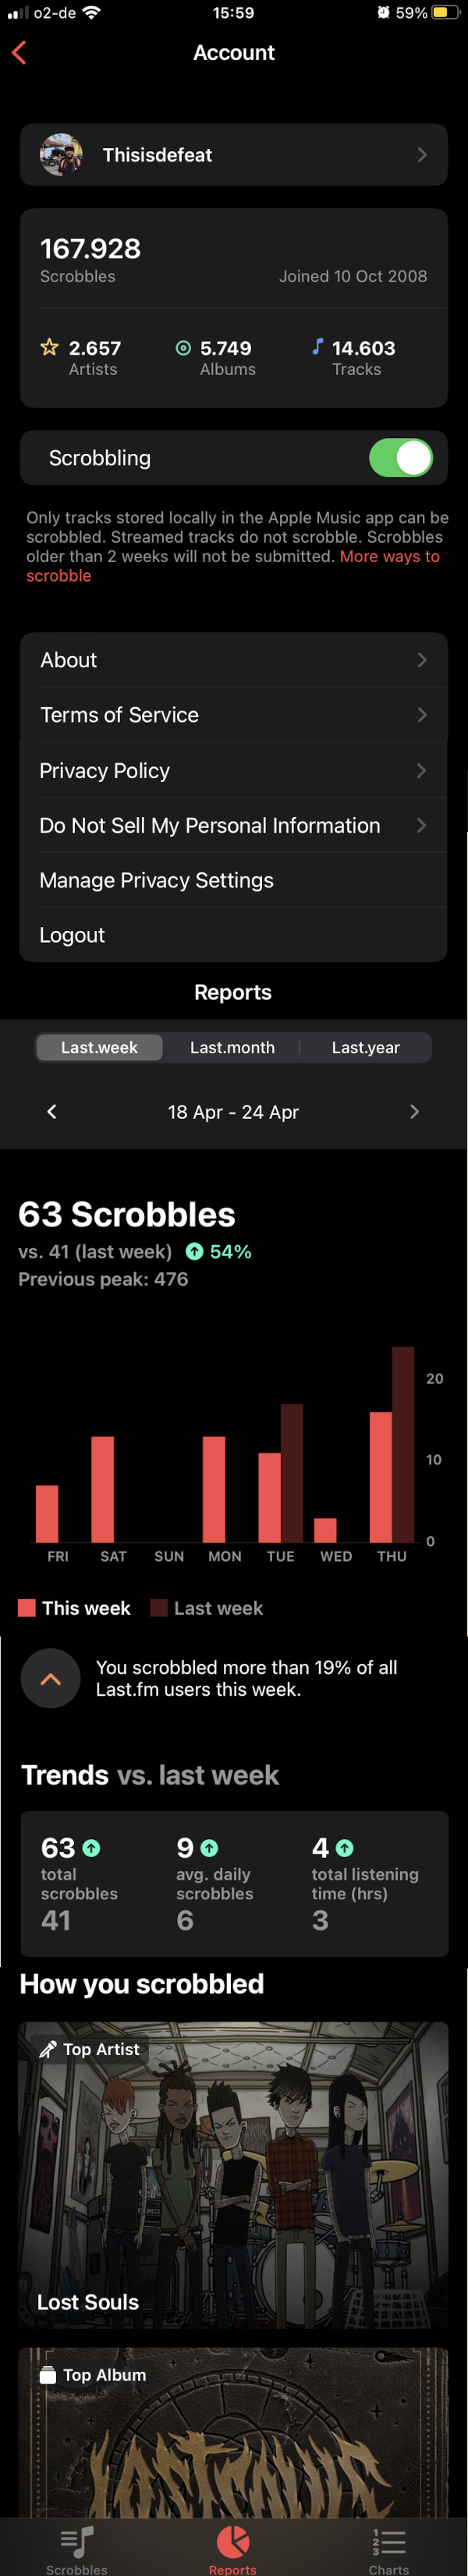 o2-de 15:59 59%
Account
Thisisdefeat
167.928
Scrobbles Joined 10 Oct 2008
2.657 5.749 14.603
Artists Albums Tracks
Scrobbling
Only tracks stored locally in the Apple Music app can be
scrobbled. Streamed tracks do not scrobble. Scrobbles
older than 2 weeks will not be submitted. More ways to
scrobble
About
Terms of Service
Privacy Policy
Do Not Sell My Personal Information
Manage Privacy Settings
Logout
Reports
Last.week Last.month Last.year
18 Apr - 24 Apr
63 Scrobbles
vs. 41 (last week) 54%
Previous peak: 476
20
10
0
FRI SAT SUN MON TUE WED THU
This week Last week
You scrobbled more than 19% of all
Last.fm users this week.
Trends vs. last week
63 9 4
total avg. daily total listening
scrobbles scrobbles time (hrs)
41 6 3
How you scrobbled
Top Artist
Lost Souls
Top Album
1
2
3
Scrobbles Reports Charts